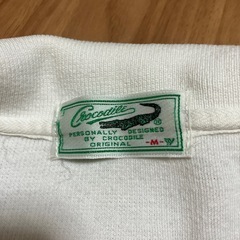 Crocodile ®
PERSONALLY DESIGNED
BY CROCODILE
ORIGINAL
-M-